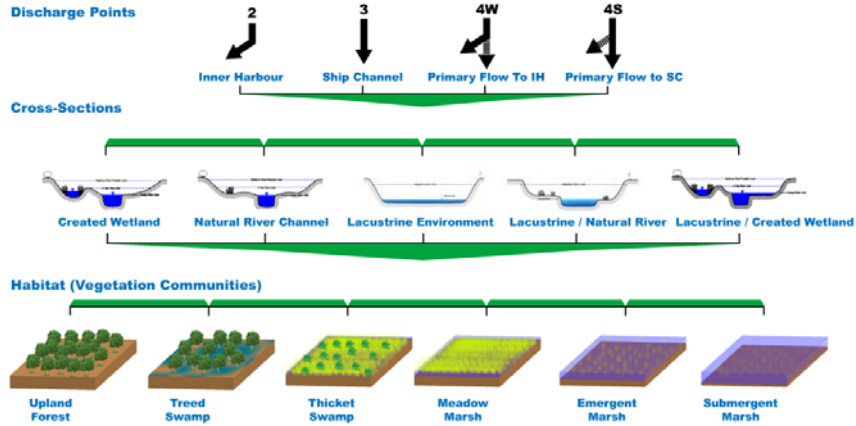 Discharge Points
2
3
4W
4S
Inner Harbour
Ship Channel
Primary Flow To IH
Primary Flow to SC
Cross-Sections
Created Wetland
Natural River Channel
Lacustrine Environment
Lacustrine / Natural River
Lacustrine / Created Wetland
Habitat (Vegetation Communities)
Upland
Forest
Treed
Swamp
Thicket
Swamp
Meadow
Marsh
Emergent
Marsh
Submergent
Marsh